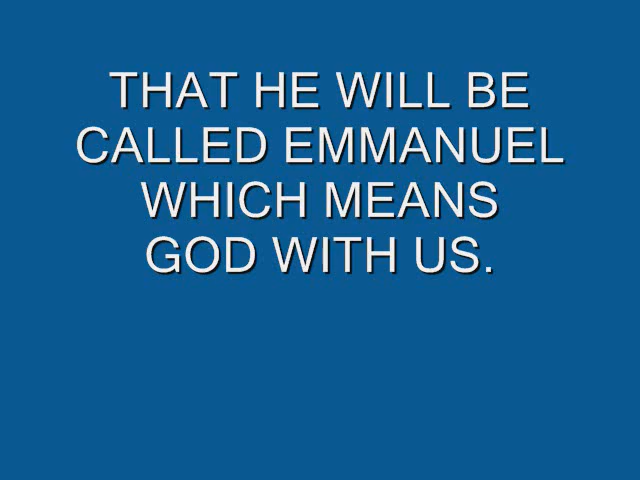 THAT HE WILL BE
CALLED EMMANUEL
WHICH MEANS
GOD WITH US.